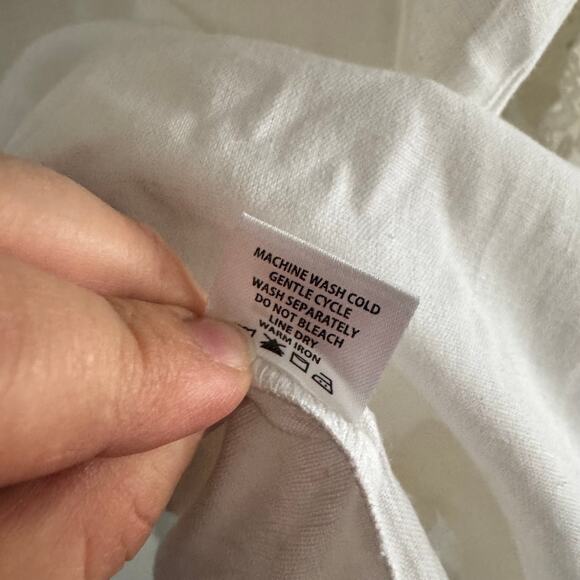 MACHINE WASH COLD
GENTLE CYCLE
WASH SEPARATELY
DO NOT BLEACH
LINE DRY
WARM IRON